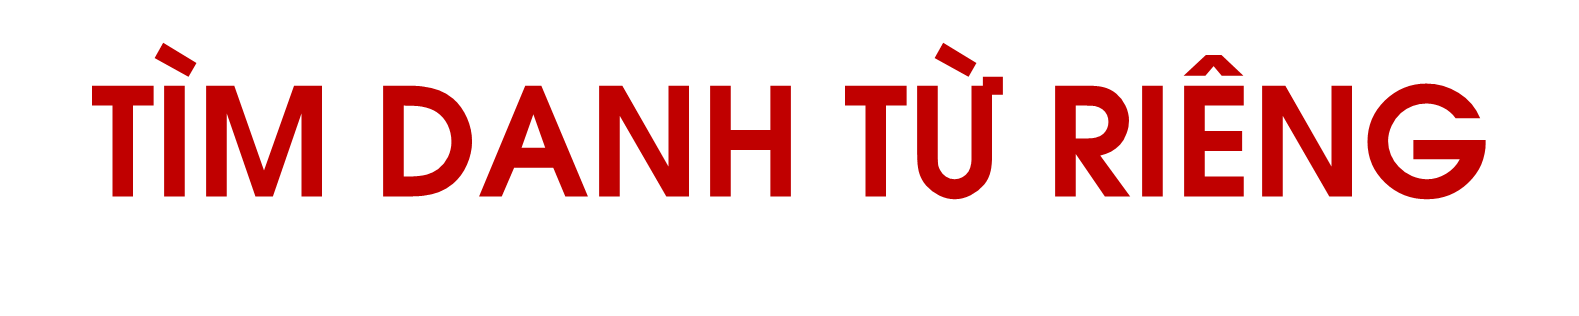 TÌM DANH TỪ RIÊNG